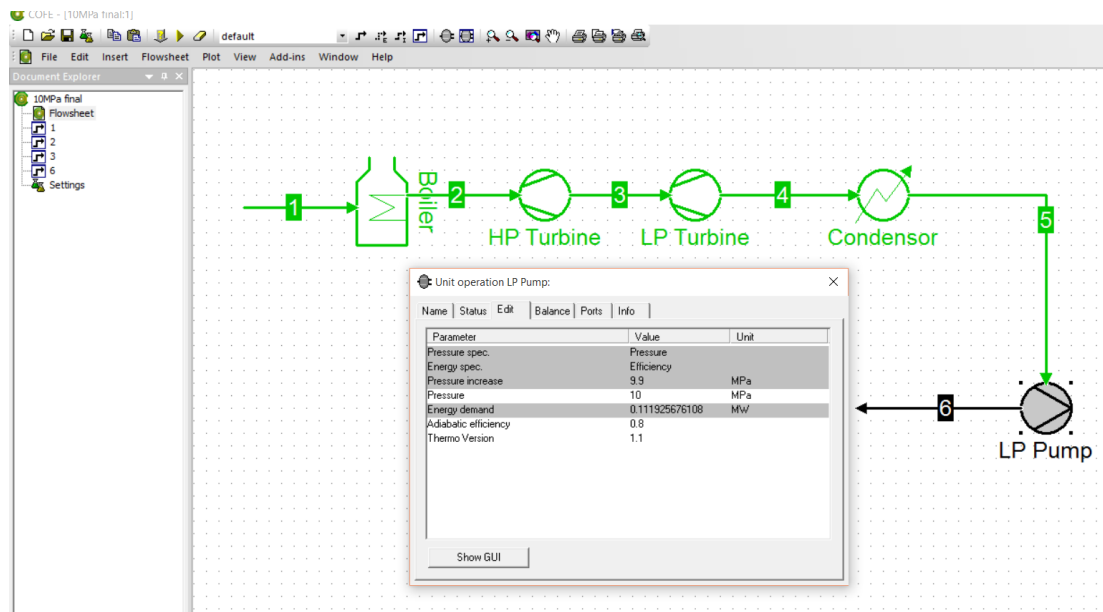 COFE - [10MPa final:1]
default
File Edit Insert Flowsheet Plot View Add-ins Window Help
Document Explorer
10MPa final
Flowsheet
1
2
3
6
Settings
1
Boiler
2
HP Turbine
3
LP Turbine
4
Condensor
5
Unit operation LP Pump:
Name Status Edit Balance Ports Info
Parameter Value Unit
Pressure spec. Pressure
Energy spec. Efficiency
Pressure increase 9.9 MPa
Pressure 10 MPa
Energy demand 0.111925676108 MW
Adiabatic efficiency 0.8
Thermo Version 1.1
Show GUI
6
LP Pump